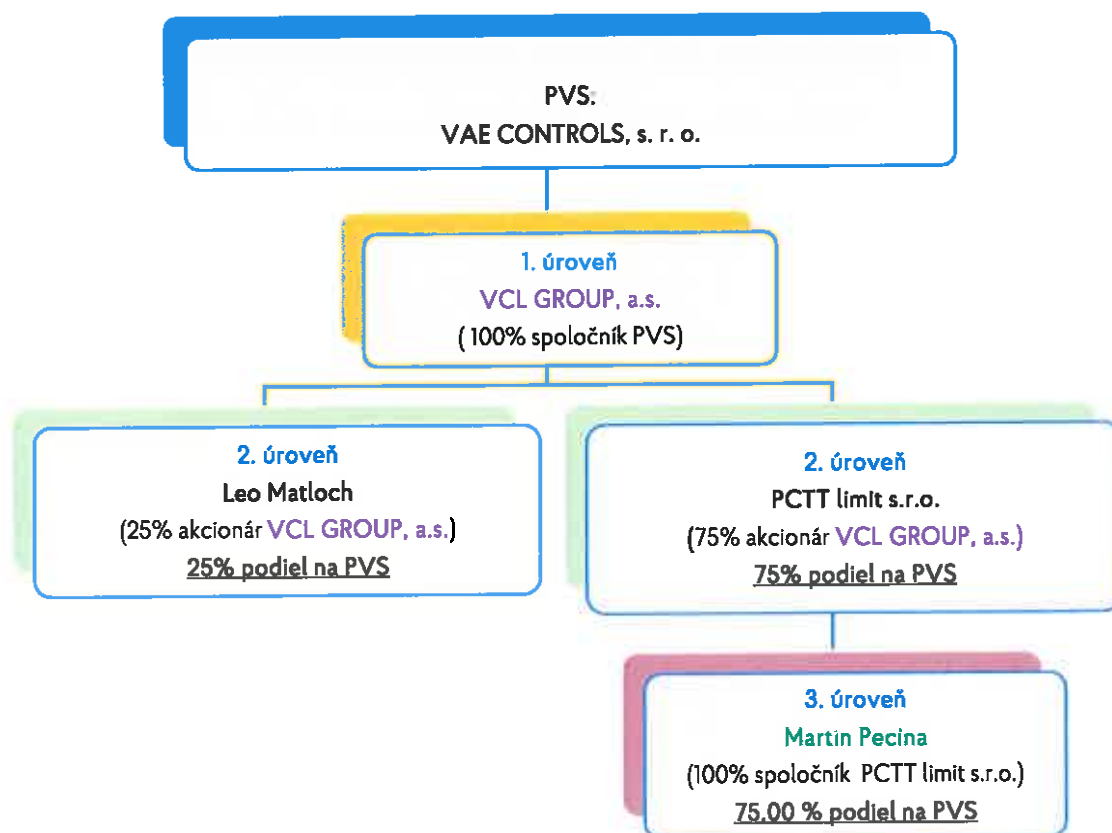 PVS:
VAE CONTROLS, s. r. o.
1. úroveň
VCL GROUP, a.s.
( 100% spoločník PVS)
2. úroveň
Leo Matloch
(25% akcionár VCL GROUP, a.s.)
25% podiel na PVS
2. úroveň
PCTT limit s.r.o.
(75% akcionár VCL GROUP, a.s.)
75% podiel na PVS
3. úroveň
Martin Pecina
(100% spoločník PCTT limit s.r.o.)
75,00 % podiel na PVS